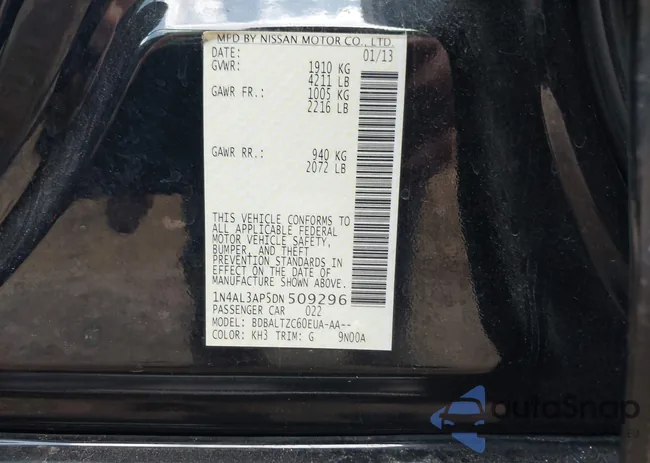 MFD BY NISSAN MOTOR CO., LTD.
DATE: 01/13
GVWR: 1910 KG
4211 LB
GAWR FR.: 1005 KG
2216 LB
GAWR RR.: 940 KG
2072 LB
THIS VEHICLE CONFORMS TO
ALL APPLICABLE FEDERAL
MOTOR VEHICLE SAFETY,
BUMPER, AND THEFT
PREVENTION STANDARDS IN
EFFECT ON THE DATE OF
MANUFACTURE SHOWN ABOVE.
1N4AL3AP5DN509296
PASSENGER CAR 022
MODEL: BDBALTZC60EUA-AA--
COLOR: KH3 TRIM: G 9N00A
autoSnap